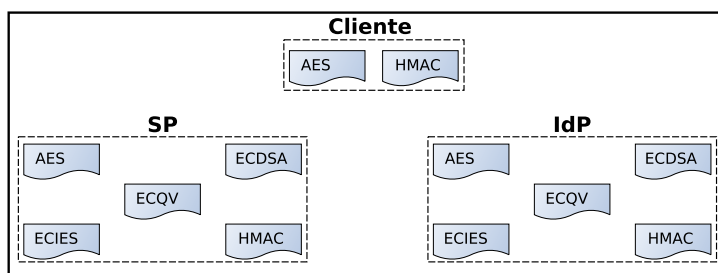 Cliente
AES HMAC
SP IdP
AES ECDSA AES ECDSA
ECQV ECQV
ECIES HMAC ECIES HMAC